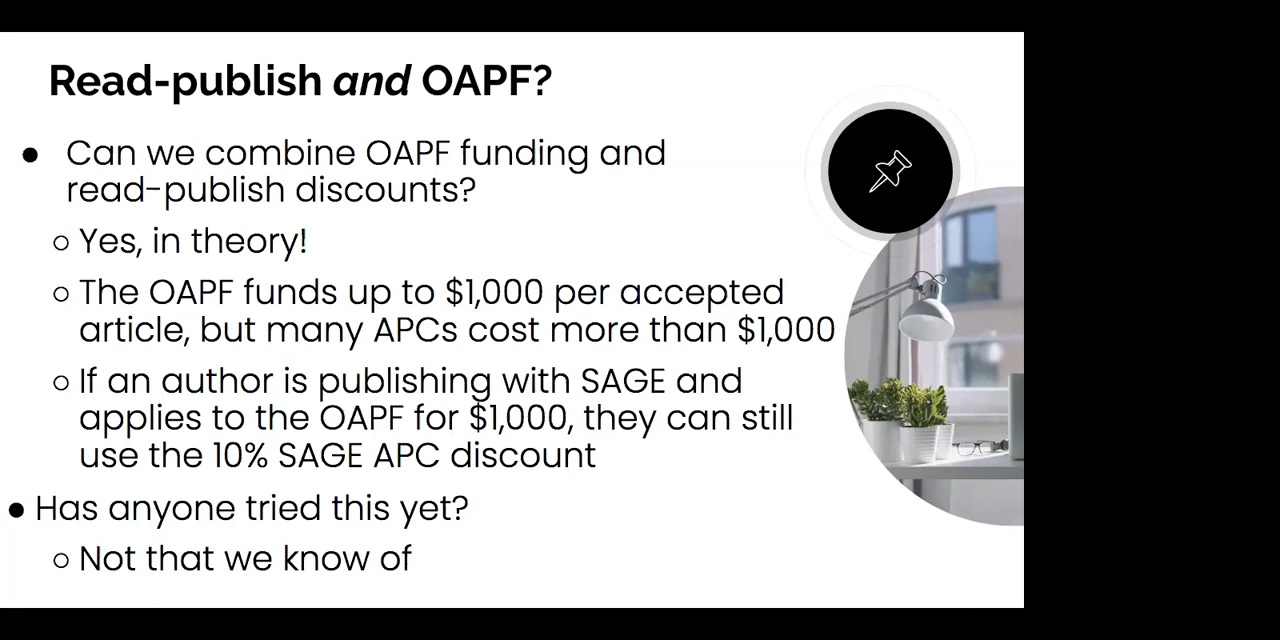 Read-publish and OAPF?
● Can we combine OAPF funding and
read-publish discounts?
○ Yes, in theory!
○ The OAPF funds up to $1,000 per accepted
article, but many APCs cost more than $1,000
○ If an author is publishing with SAGE and
applies to the OAPF for $1,000, they can still
use the 10% SAGE APC discount
● Has anyone tried this yet?
○ Not that we know of